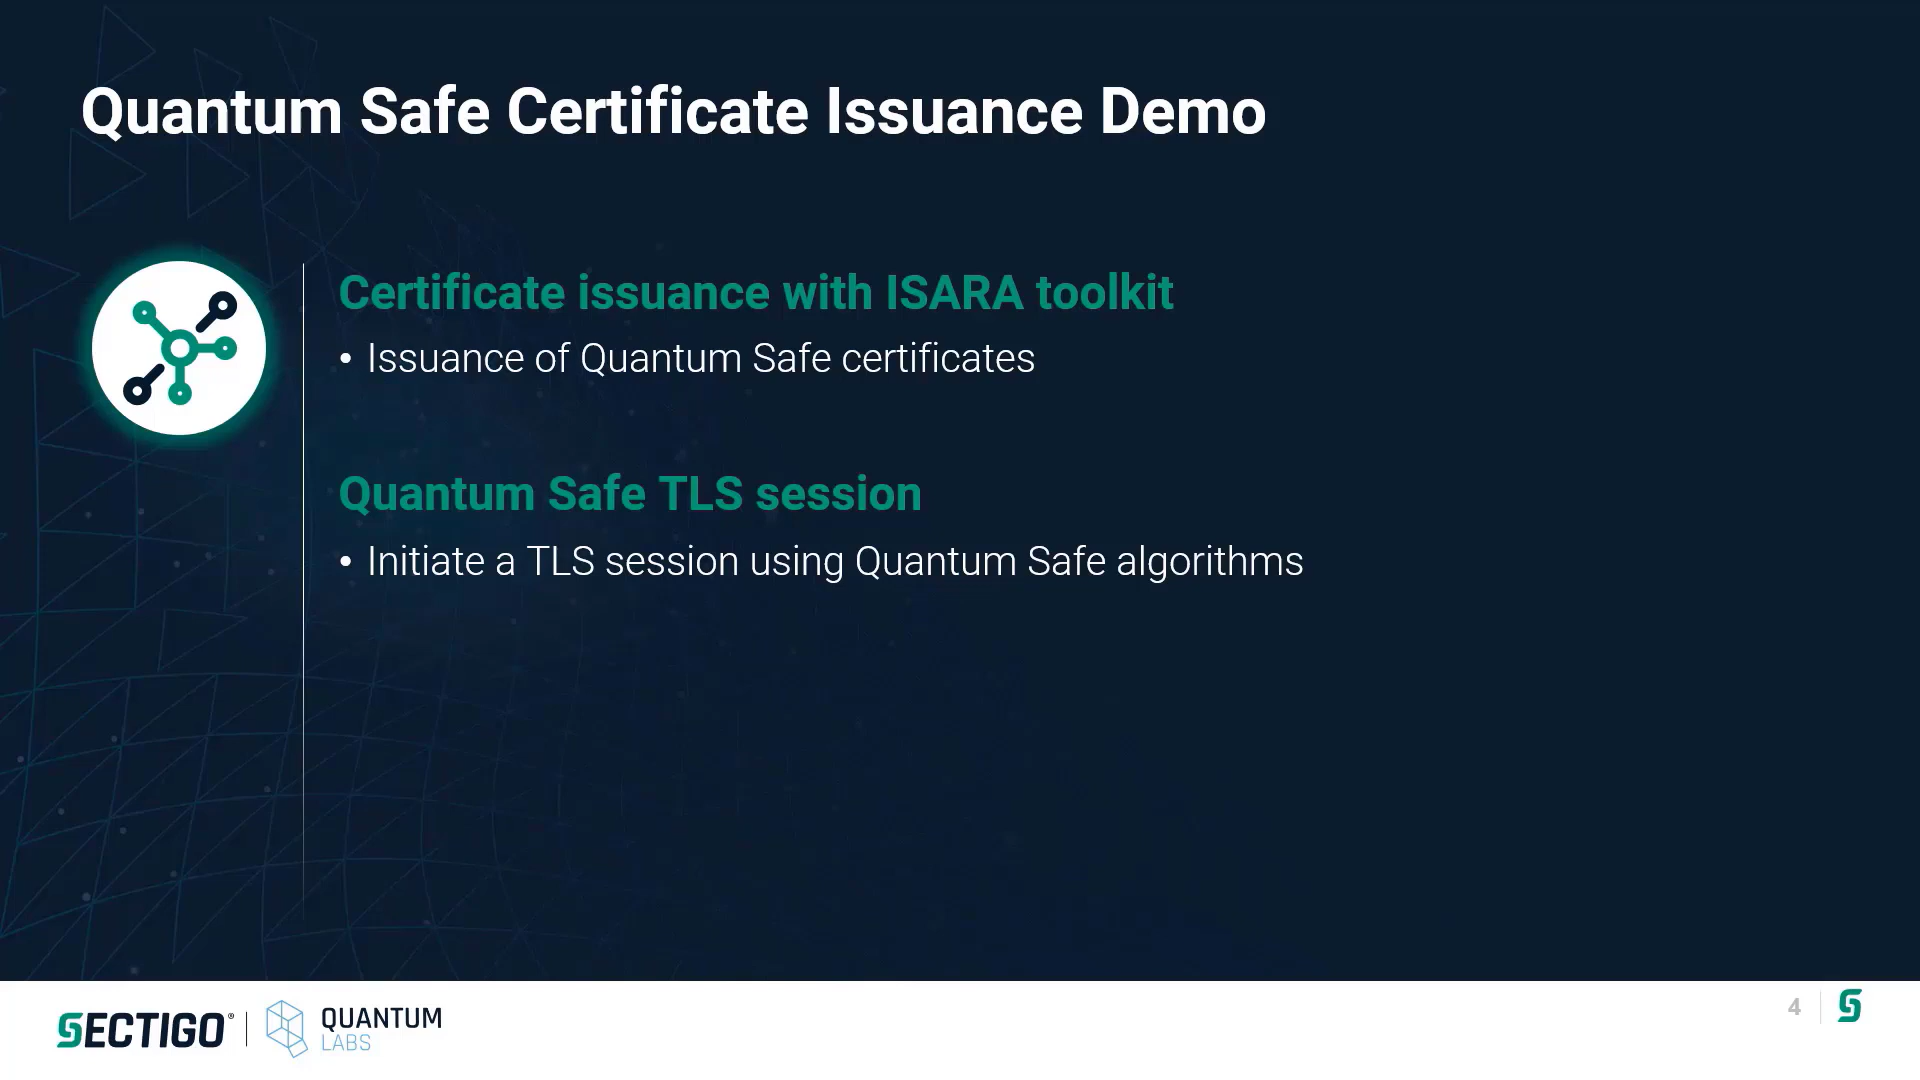 Quantum Safe Certificate Issuance Demo
Certificate issuance with ISARA toolkit
• Issuance of Quantum Safe certificates
Quantum Safe TLS session
• Initiate a TLS session using Quantum Safe algorithms
SECTIGO®
QUANTUM
LABS
4
S